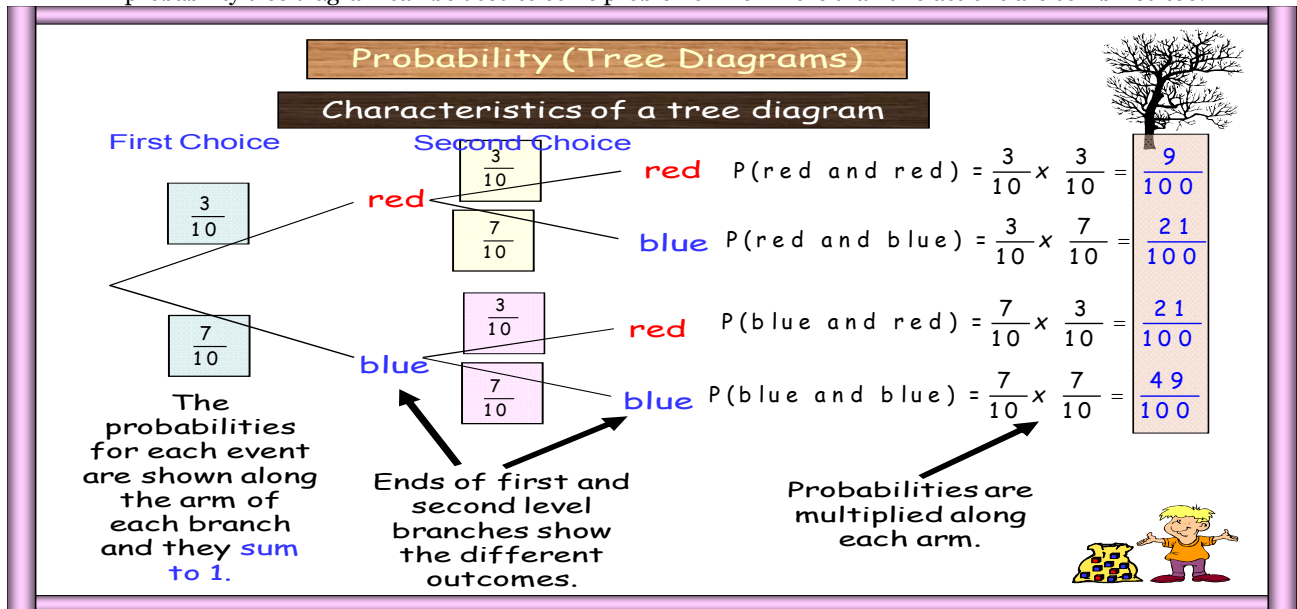 Probability (Tree Diagrams)
Characteristics of a tree diagram
First Choice
Second Choice
3/10
7/10
red
blue
3/10
7/10
3/10
7/10
red P(red and red) = 3/10 x 3/10 = 9/100
blue P(red and blue) = 3/10 x 7/10 = 21/100
red P(blue and red) = 7/10 x 3/10 = 21/100
blue P(blue and blue) = 7/10 x 7/10 = 49/100
The
probabilities
for each event
are shown along
the arm of
each branch
and they sum
to 1.
Ends of first and
second level
branches show
the different
outcomes.
Probabilities are
multiplied along
each arm.